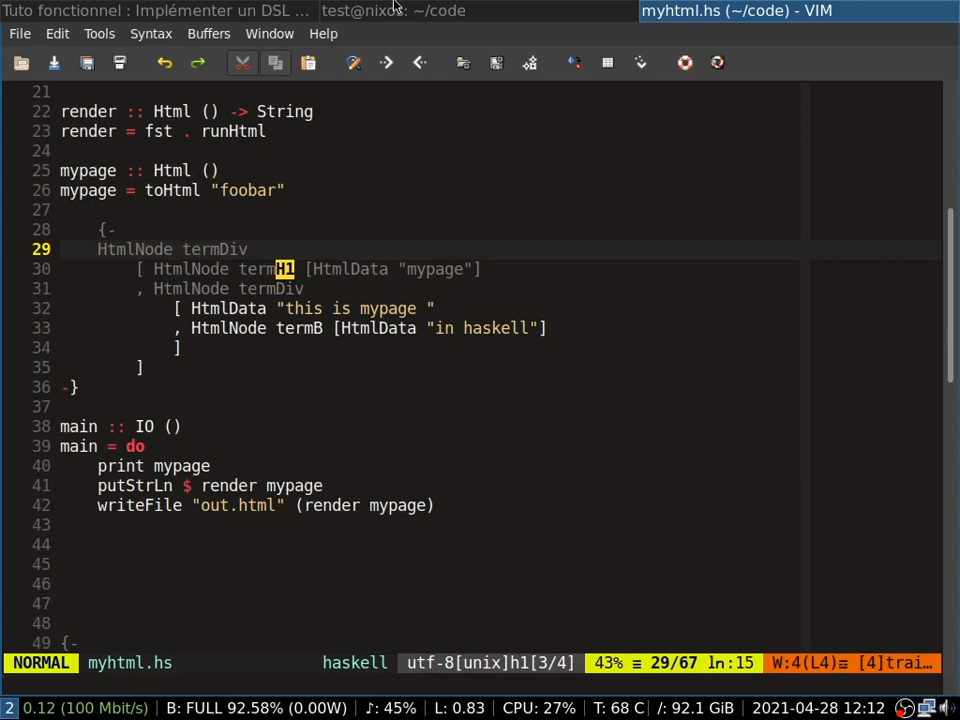 Tuto fonctionnel : Implémenter un DSL ... test@nixos: ~/code myhtml.hs (~/code) - VIM
File Edit Tools Syntax Buffers Window Help
21
22 render :: Html () -> String
23 render = fst . runHtml
24
25 mypage :: Html ()
26 mypage = toHtml "foobar"
27
28     {-
29     HtmlNode termDiv
30         [ HtmlNode termH1 [HtmlData "mypage"]
31         , HtmlNode termDiv
32             [ HtmlData "this is mypage "
33             , HtmlNode termB [HtmlData "in haskell"]
34             ]
35         ]
36 -}
37
38 main :: IO ()
39 main = do
40     print mypage
41     putStrLn $ render mypage
42     writeFile "out.html" (render mypage)
43
44
45
46
47
48
49 {-
NORMAL myhtml.hs haskell utf-8[unix]h1[3/4] 43% ≡ 29/67 ln:15 W:4(L4)≡ [4]trai…
2 0.12 (100 Mbit/s) B: FULL 92.58% (0.00W) ♪: 45% L: 0.83 CPU: 27% T: 68 C /: 92.1 GiB 2021-04-28 12:12